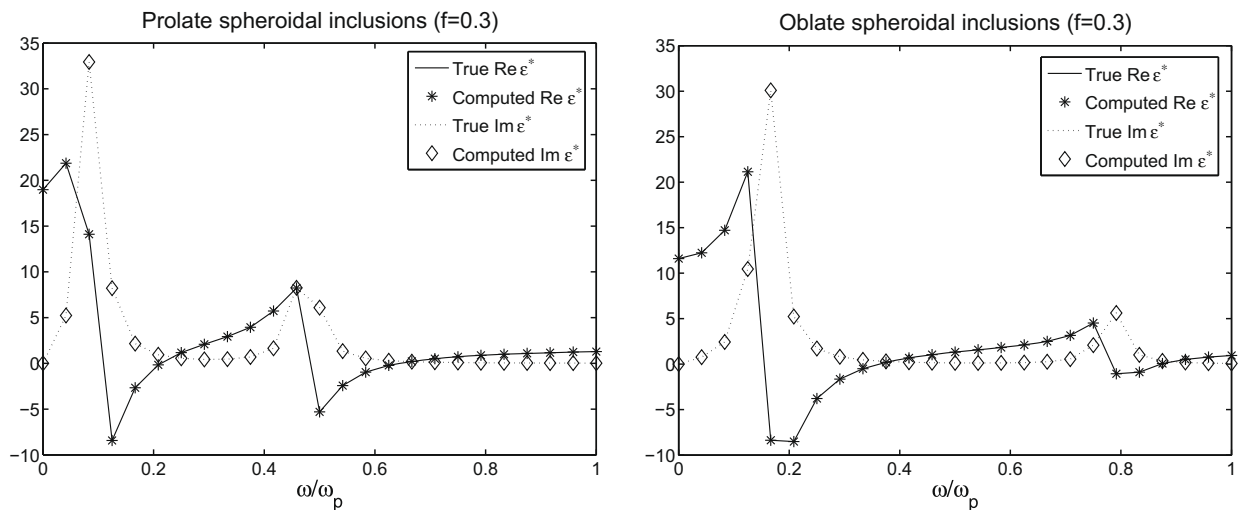 Prolate spheroidal inclusions (f=0.3)
35
30
25
20
15
10
5
0
−5
−10
0
0.2
0.4
0.6
0.8
1
ω/ωp
True Re ε*
Computed Re ε*
True Im ε*
Computed Im ε*
Oblate spheroidal inclusions (f=0.3)
35
30
25
20
15
10
5
0
−5
−10
0
0.2
0.4
0.6
0.8
1
ω/ωp
True Re ε*
Computed Re ε*
True Im ε*
Computed Im ε*